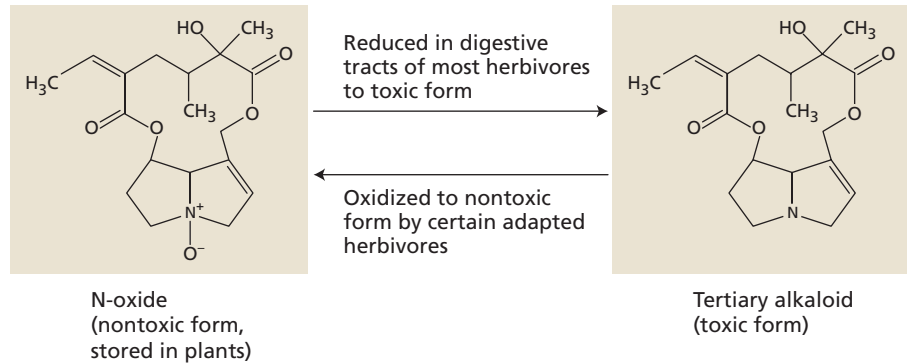 HO
CH3
H3C
O
CH3
O
O
O
N+
O−
N-oxide
(nontoxic form,
stored in plants)
Reduced in digestive
tracts of most herbivores
to toxic form
Oxidized to nontoxic
form by certain adapted
herbivores
HO
CH3
H3C
O
CH3
O
O
O
N
Tertiary alkaloid
(toxic form)